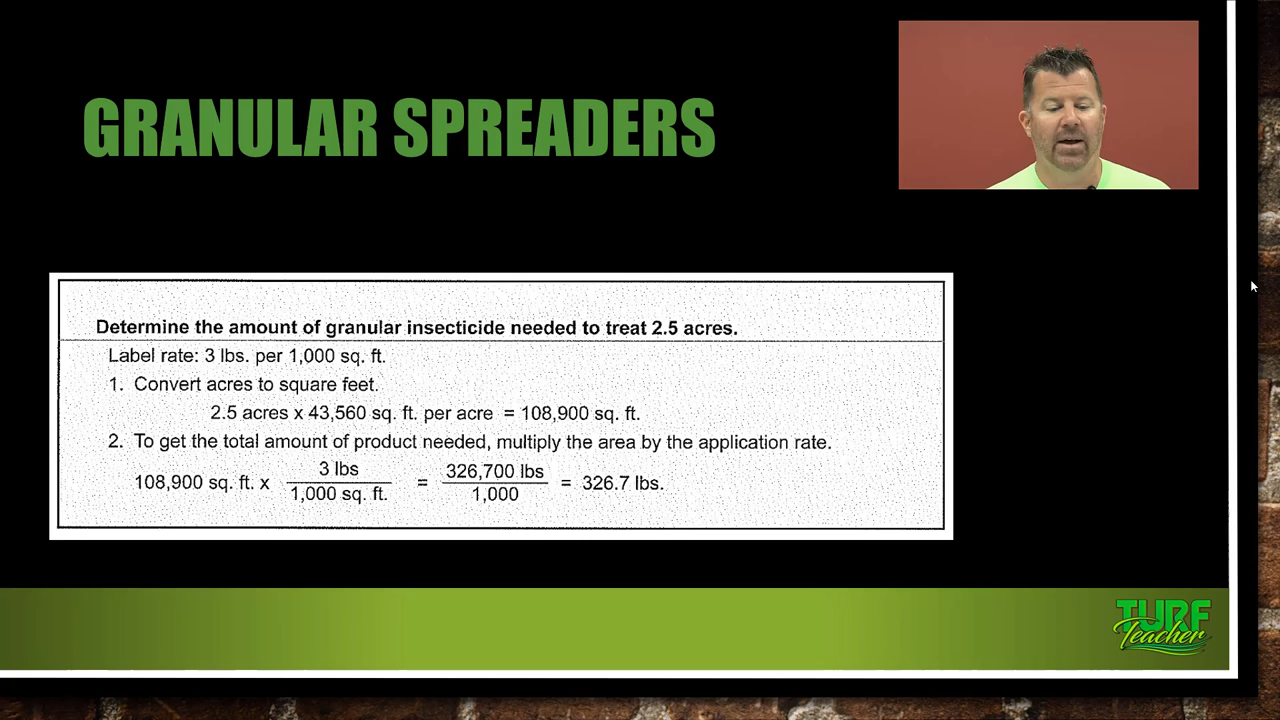 GRANULAR SPREADERS
Determine the amount of granular insecticide needed to treat 2.5 acres.
Label rate: 3 lbs. per 1,000 sq. ft.
1. Convert acres to square feet.
2.5 acres x 43,560 sq. ft. per acre = 108,900 sq. ft.
2. To get the total amount of product needed, multiply the area by the application rate.
108,900 sq. ft. x 3 lbs / 1,000 sq. ft. = 326,700 lbs / 1,000 = 326.7 lbs.
TURF
Teacher